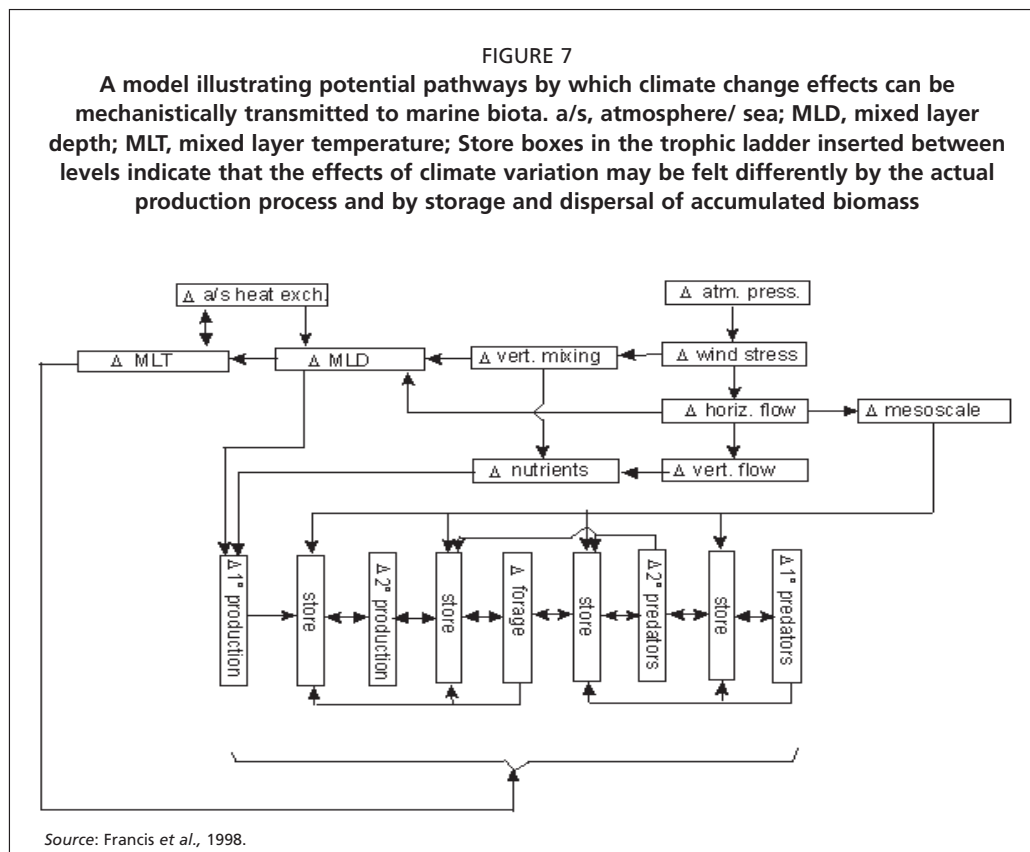 FIGURE 7
A model illustrating potential pathways by which climate change effects can be
mechanistically transmitted to marine biota. a/s, atmosphere/ sea; MLD, mixed layer
depth; MLT, mixed layer temperature; Store boxes in the trophic ladder inserted between
levels indicate that the effects of climate variation may be felt differently by the actual
production process and by storage and dispersal of accumulated biomass
Δ a/s heat exch.
Δ atm. press.
Δ MLT
Δ MLD
Δ vert. mixing
Δ wind stress
Δ horiz. flow
Δ mesoscale
Δ nutrients
Δ vert. flow
Δ 1° production
store
Δ 2° production
store
Δ forage
store
Δ 2° predators
store
Δ 1° predators
Source: Francis et al., 1998.